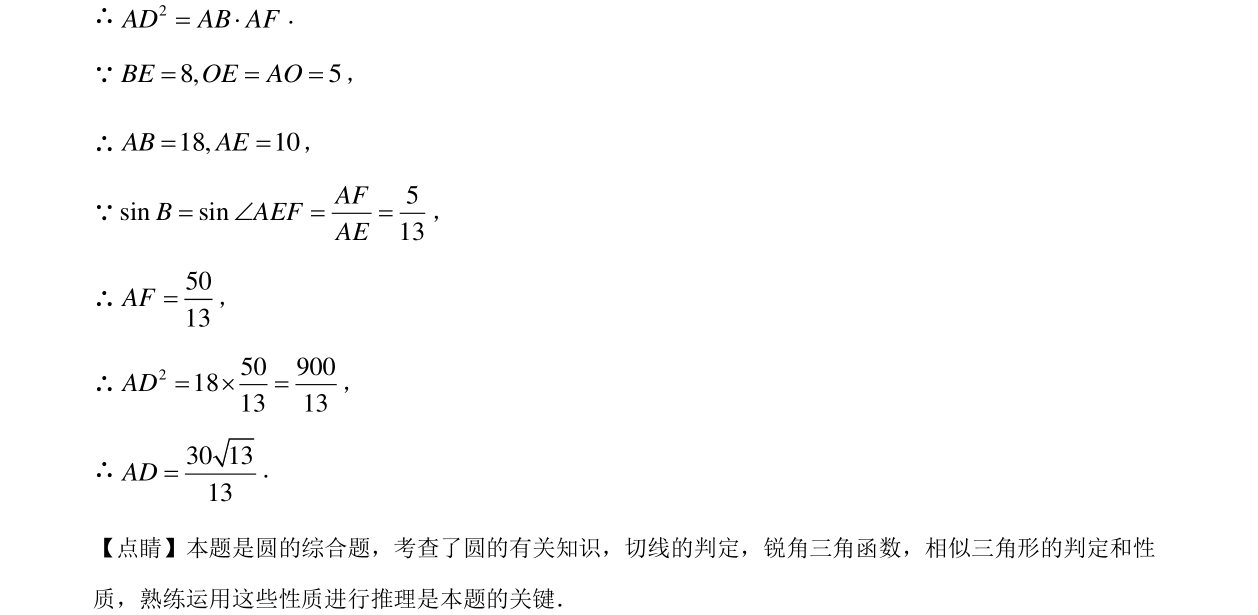 ∴ AD² = AB · AF .
∵ BE = 8, OE = AO = 5，
∴ AB = 18, AE = 10，
∵ sin B = sin ∠AEF = AF/AE = 5/13，
∴ AF = 50/13，
∴ AD² = 18 × 50/13 = 900/13，
∴ AD = 30√13/13 .
【点睛】本题是圆的综合题，考查了圆的有关知识，切线的判定，锐角三角函数，相似三角形的判定和性
质，熟练运用这些性质进行推理是本题的关键．